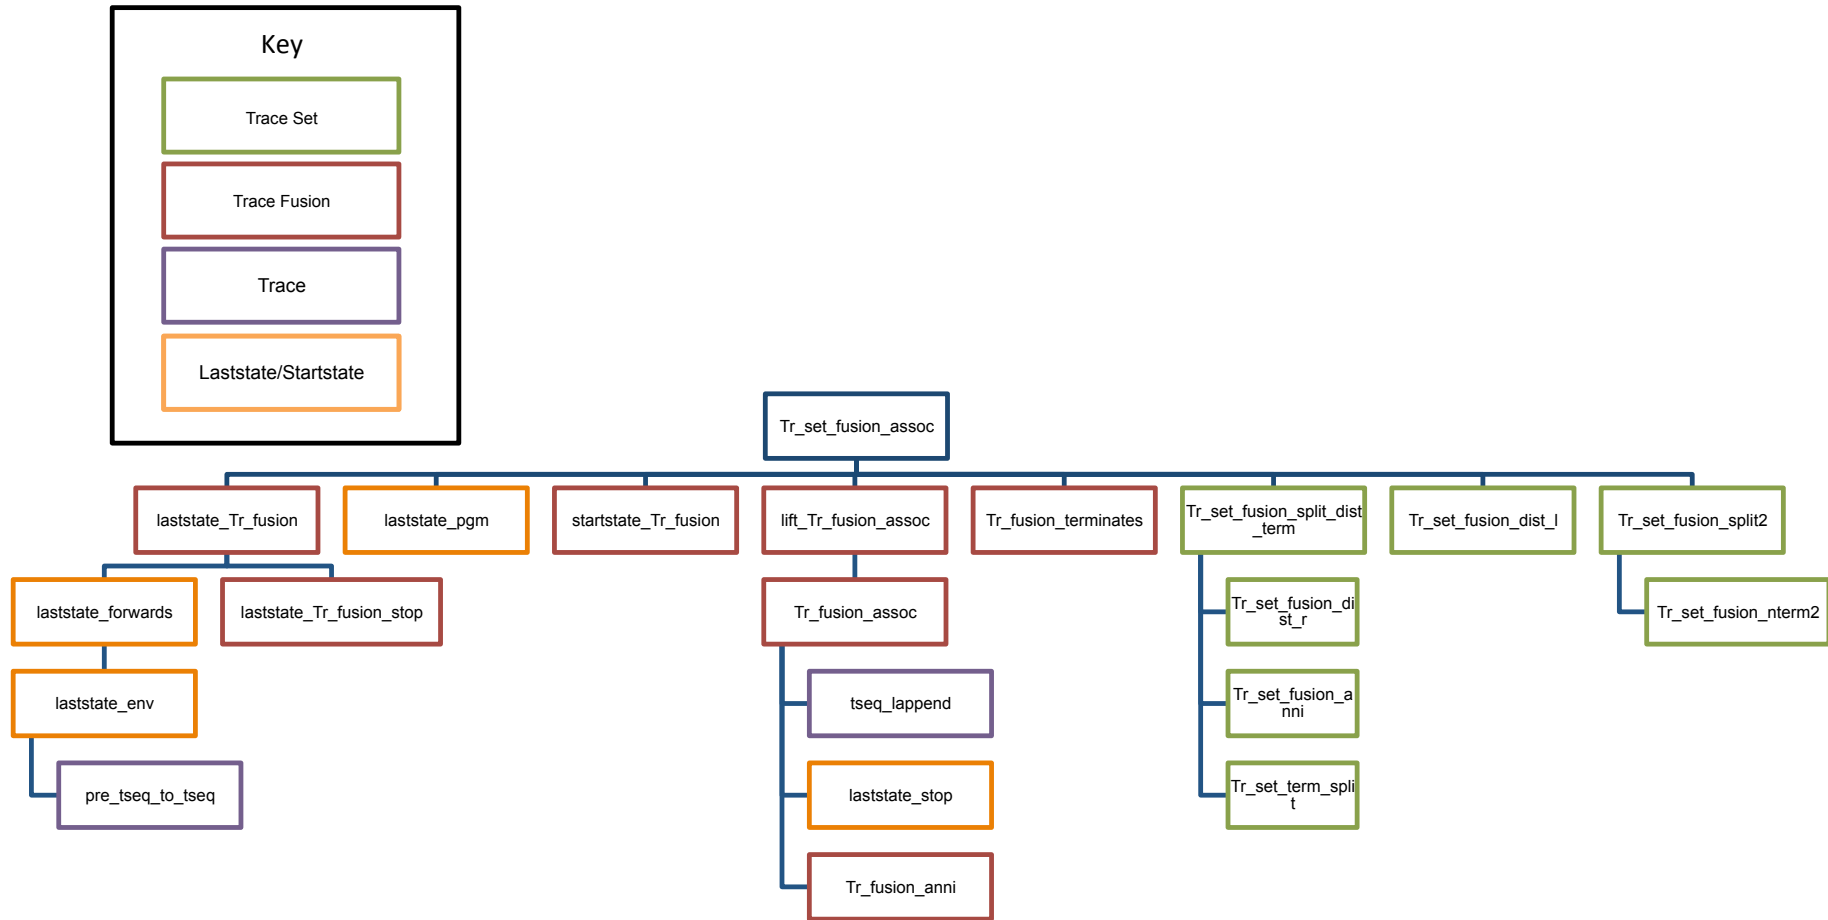 Key
Trace Set
Trace Fusion
Trace
Laststate/Startstate
Tr_set_fusion_assoc
laststate_Tr_fusion
laststate_pgm
startstate_Tr_fusion
lift_Tr_fusion_assoc
Tr_fusion_terminates
Tr_set_fusion_split_dist
_term
Tr_set_fusion_dist_l
Tr_set_fusion_split2
laststate_forwards
laststate_Tr_fusion_stop
Tr_fusion_assoc
Tr_set_fusion_di
st_r
Tr_set_fusion_nterm2
laststate_env
tseq_lappend
Tr_set_fusion_a
nni
pre_tseq_to_tseq
laststate_stop
Tr_set_term_spli
t
Tr_fusion_anni